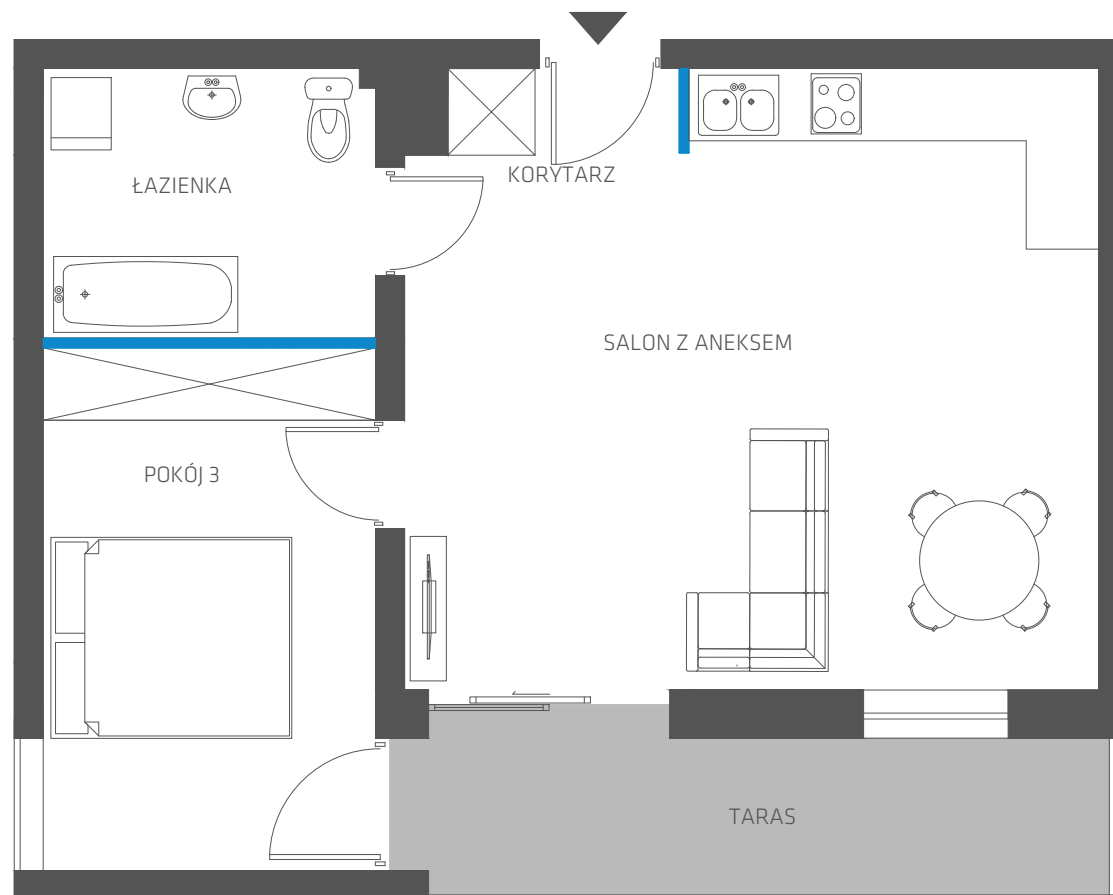 ŁAZIENKA
KORYTARZ
SALON Z ANEKSEM
POKÓJ 3
TARAS